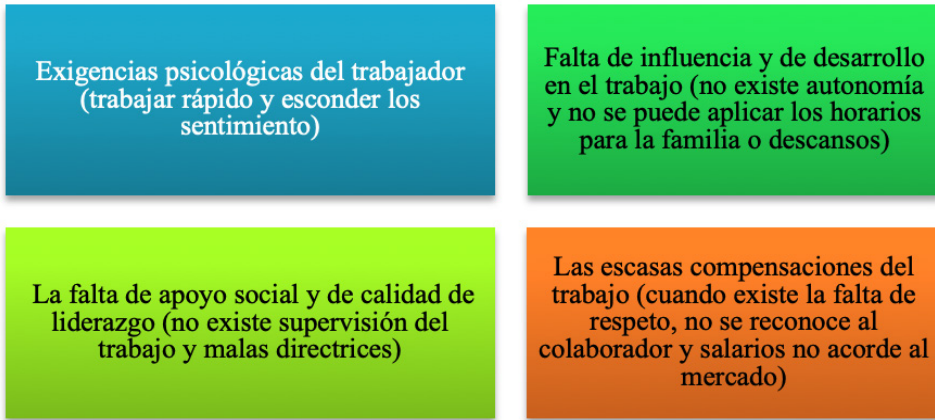 Exigencias psicológicas del trabajador
(trabajar rápido y esconder los
sentimiento)
Falta de influencia y de desarrollo
en el trabajo (no existe autonomía
y no se puede aplicar los horarios
para la familia o descansos)
La falta de apoyo social y de calidad de
liderazgo (no existe supervisión del
trabajo y malas directrices)
Las escasas compensaciones del
trabajo (cuando existe la falta de
respeto, no se reconoce al
colaborador y salarios no acorde al
mercado)